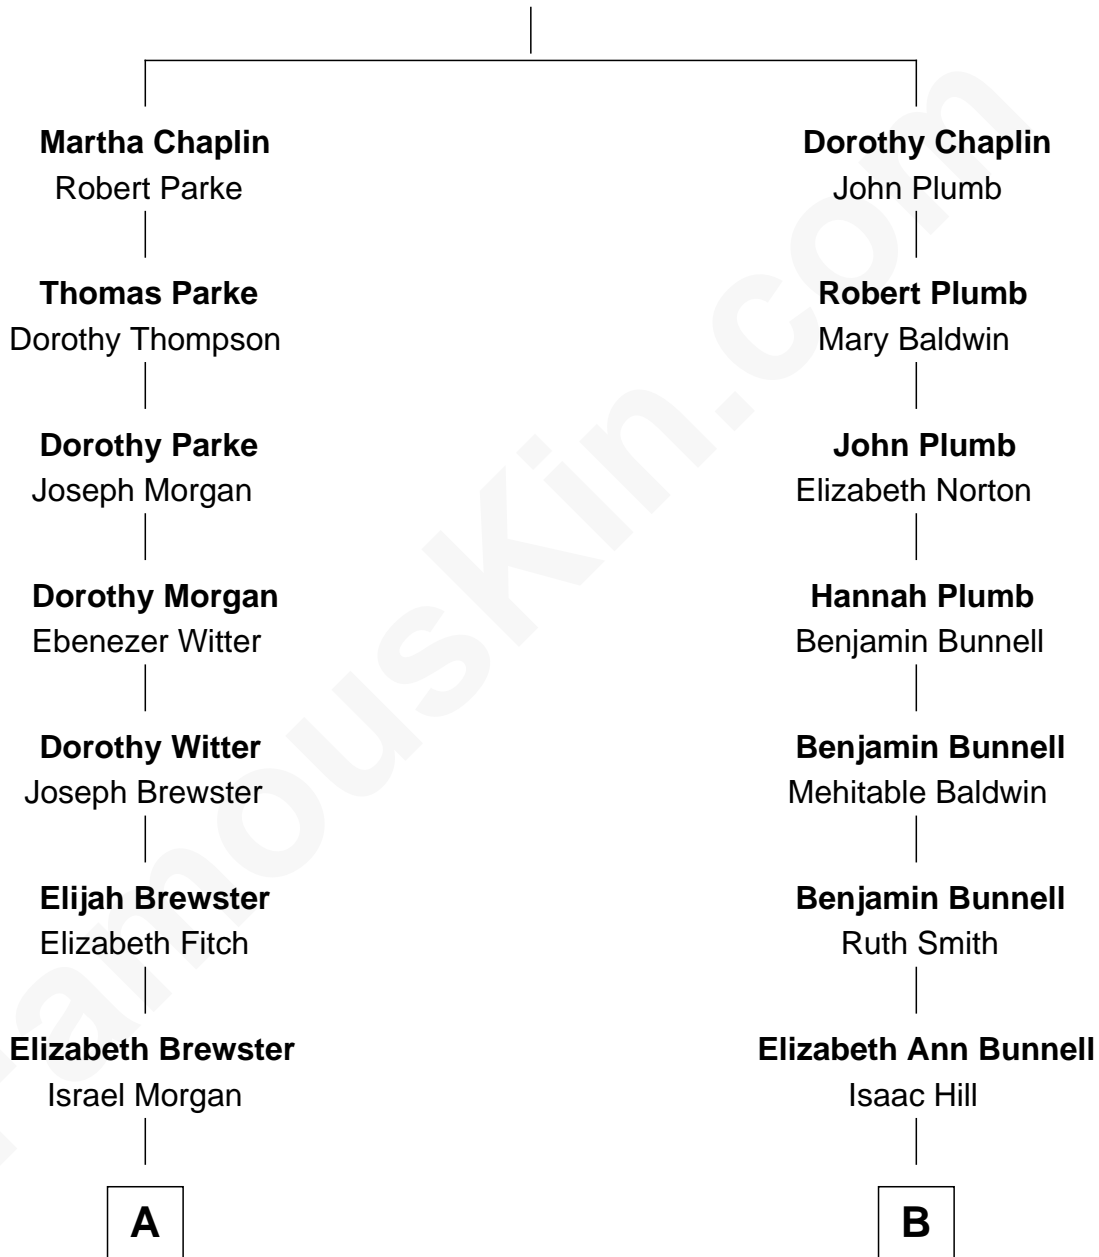 Martha Chaplin
Robert Parke
Dorothy Chaplin
John Plumb
Thomas Parke
Dorothy Thompson
Robert Plumb
Mary Baldwin
Dorothy Parke
Joseph Morgan
John Plumb
Elizabeth Norton
Dorothy Morgan
Ebenezer Witter
Hannah Plumb
Benjamin Bunnell
Dorothy Witter
Joseph Brewster
Benjamin Bunnell
Mehitable Baldwin
Elijah Brewster
Elizabeth Fitch
Benjamin Bunnell
Ruth Smith
Elizabeth Brewster
Israel Morgan
Elizabeth Ann Bunnell
Isaac Hill
A
B
FamousKin.com